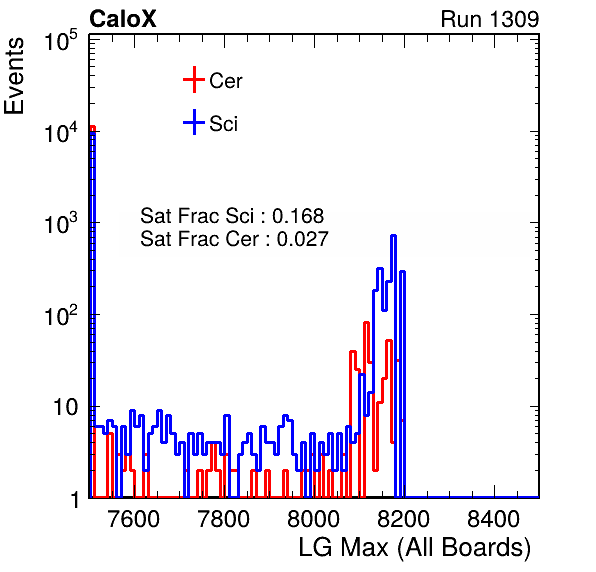 CaloX Run 1309
Events
10^5
Cer
Sci
10^4
Sat Frac Sci : 0.168
Sat Frac Cer : 0.027
10^3
10^2
10
1
7600 7800 8000 8200 8400
LG Max (All Boards)